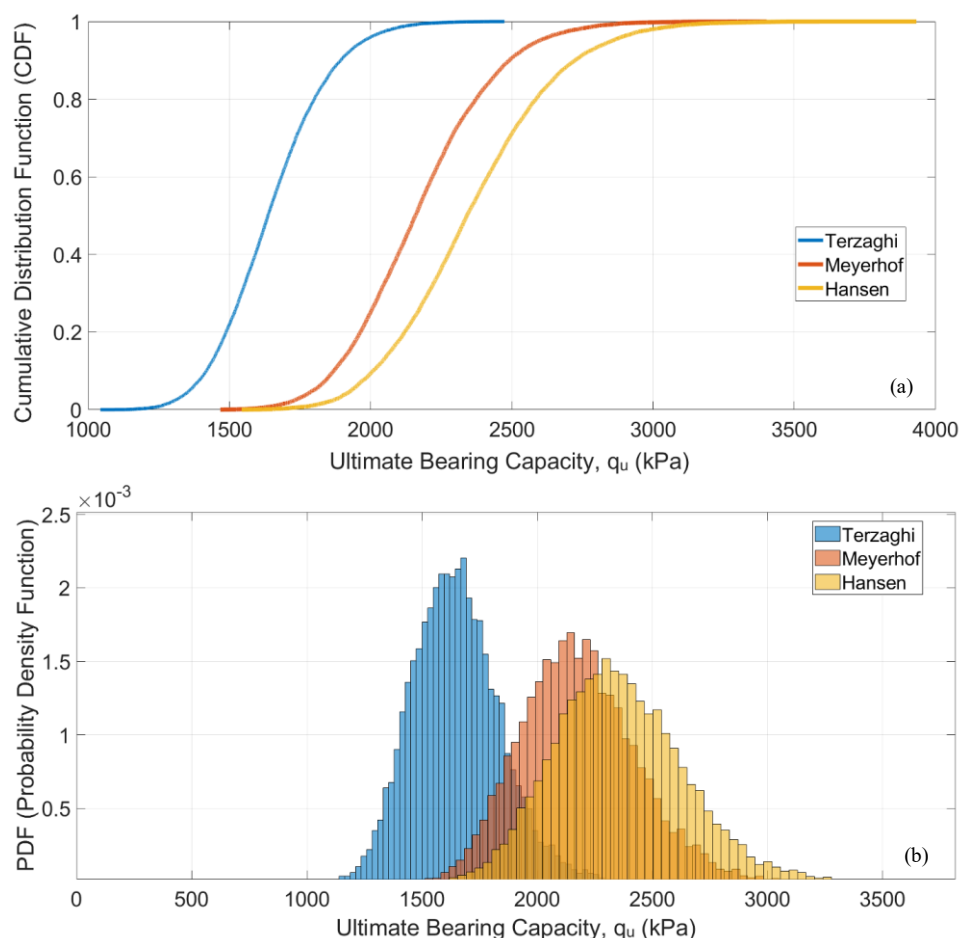 1
0.8
0.6
0.4
0.2
0
Cumulative Distribution Function (CDF)
Terzaghi
Meyerhof
Hansen
(a)
1000 1500 2000 2500 3000 3500 4000
Ultimate Bearing Capacity, qᵤ (kPa)
×10⁻³
2.5
2
1.5
1
0.5
PDF (Probability Density Function)
Terzaghi
Meyerhof
Hansen
(b)
0 500 1000 1500 2000 2500 3000 3500
Ultimate Bearing Capacity, qᵤ (kPa)